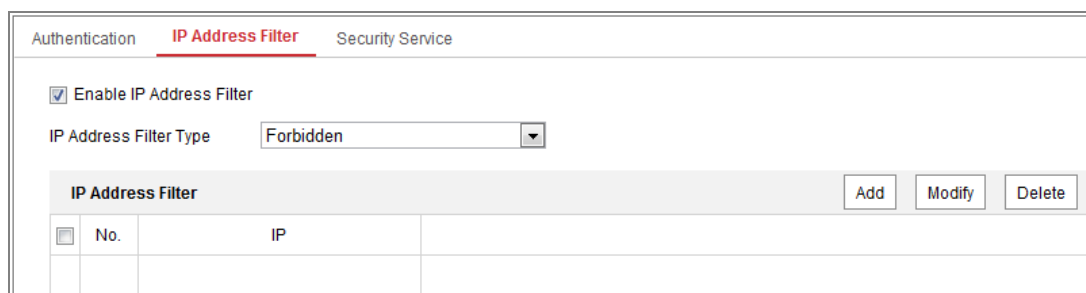 Authentication IP Address Filter Security Service
Enable IP Address Filter
IP Address Filter Type Forbidden
IP Address Filter Add Modify Delete
No. IP